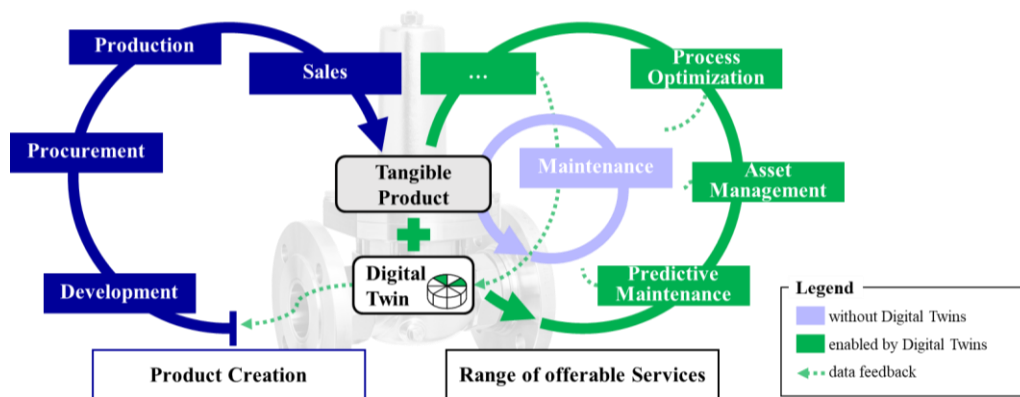 Production
Sales
...
Process
Optimization
Procurement
Maintenance
Tangible
Product
Asset
Management
Development
Digital
Twin
Predictive
Maintenance
Product Creation
Range of offerable Services
Legend
without Digital Twins
enabled by Digital Twins
data feedback